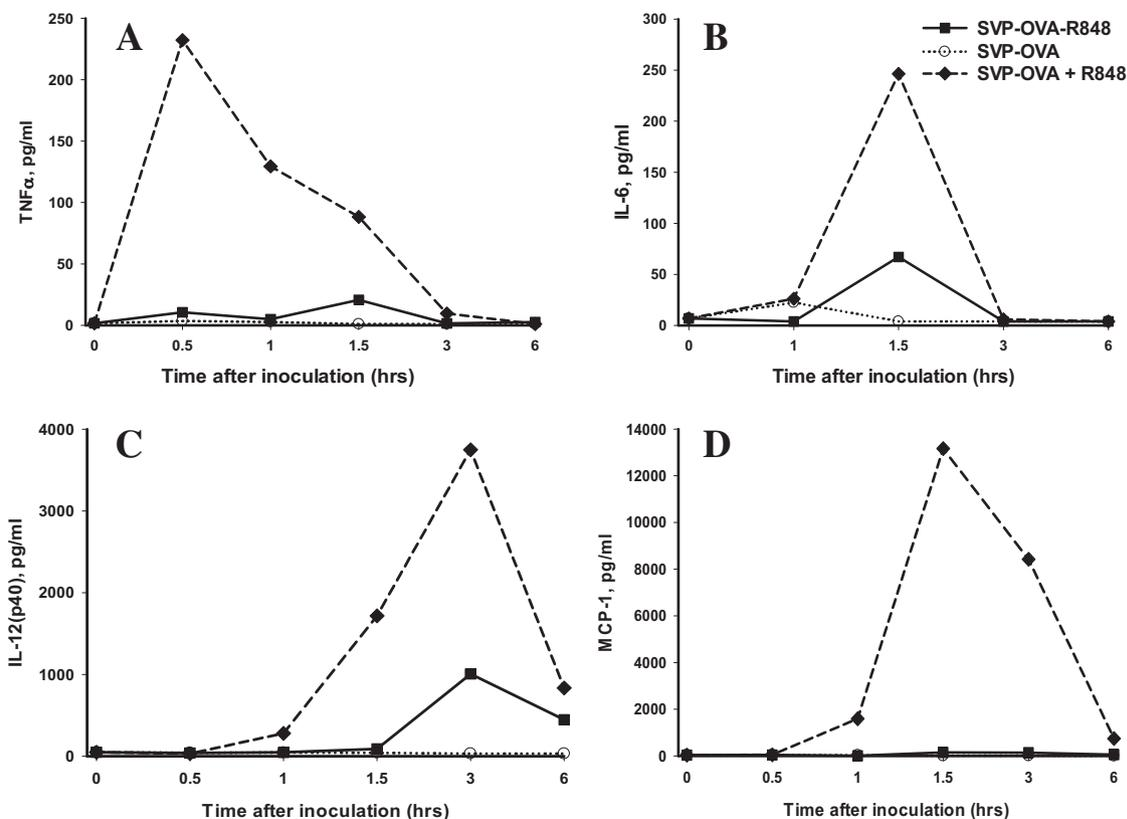 A
TNFα, pg/ml
250
200
150
100
50
0
0 0.5 1 1.5 3 6
Time after inoculation (hrs)
B
IL-6, pg/ml
300
250
200
150
100
50
0
0 1 1.5 3 6
Time after inoculation (hrs)
SVP-OVA-R848
SVP-OVA
SVP-OVA + R848
C
IL-12(p40), pg/ml
4000
3000
2000
1000
0
0 0.5 1 1.5 3 6
Time after inoculation (hrs)
D
MCP-1, pg/ml
14000
12000
10000
8000
6000
4000
2000
0
0 0.5 1 1.5 3 6
Time after inoculation (hrs)